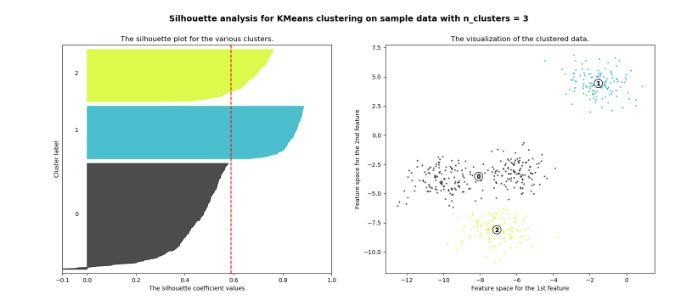 Silhouette analysis for KMeans clustering on sample data with n_clusters = 3
The silhouette plot for the various clusters.
2
1
0
Cluster label
−0.1 0.0 0.2 0.4 0.6 0.8 1.0
The silhouette coefficient values
The visualization of the clustered data.
7.5
5.0
2.5
0.0
−2.5
−5.0
−7.5
−10.0
Feature space for the 2nd feature
1
0
2
−12 −10 −8 −6 −4 −2 0
Feature space for the 1st feature